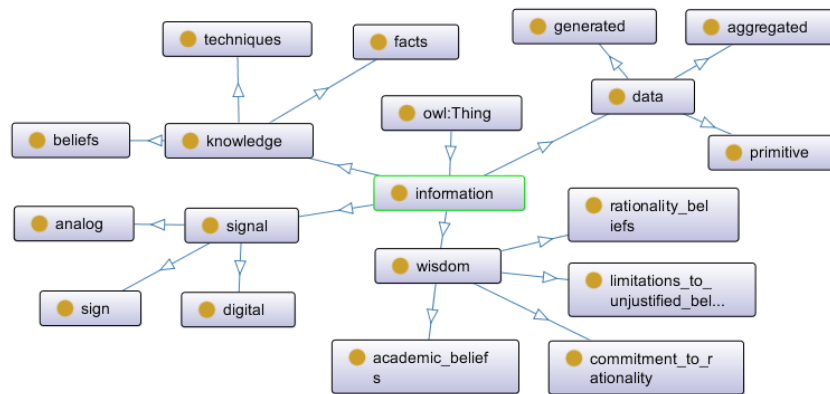 generated
aggregated
techniques
facts
data
owl:Thing
beliefs
knowledge
primitive
information
rationality_bel
iefs
analog
signal
wisdom
limitations_to_
unjustified_bel...
sign
digital
academic_belief
s
commitment_to_r
ationality